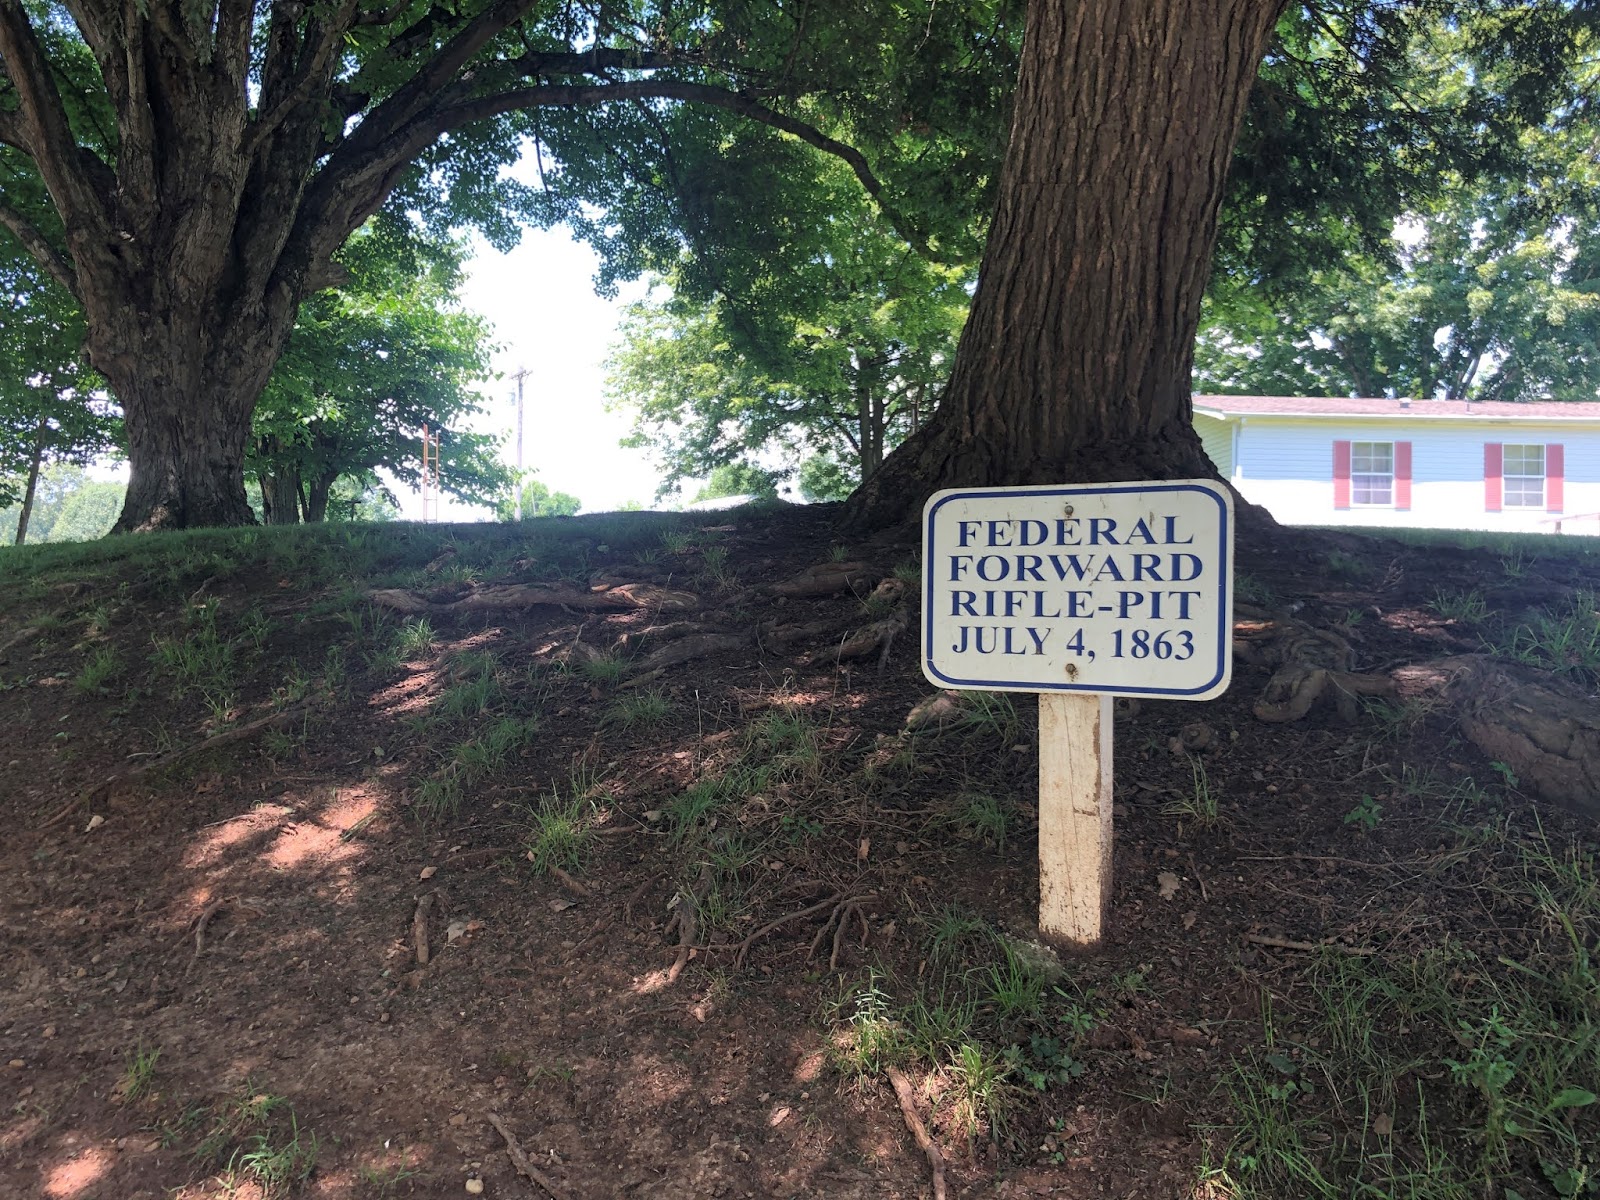 FEDERAL
FORWARD
RIFLE-PIT
JULY 4, 1863